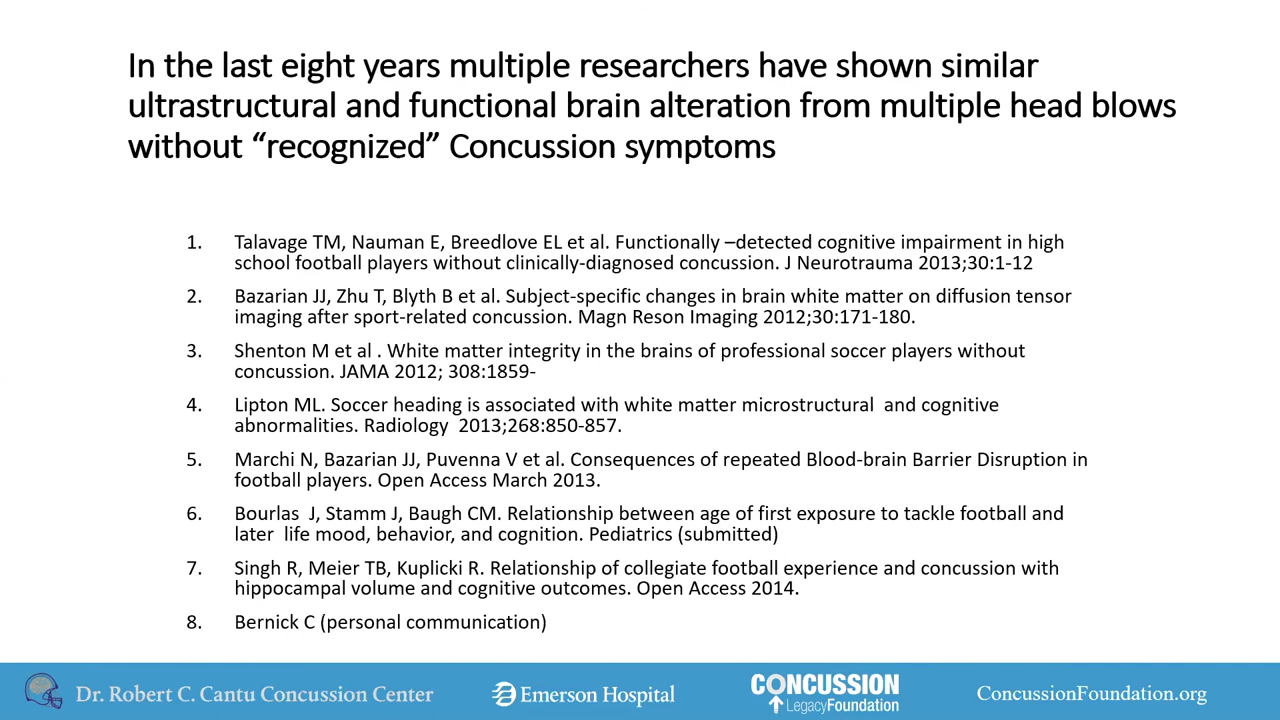 In the last eight years multiple researchers have shown similar
ultrastructural and functional brain alteration from multiple head blows
without “recognized” Concussion symptoms
1. Talavage TM, Nauman E, Breedlove EL et al. Functionally –detected cognitive impairment in high
school football players without clinically-diagnosed concussion. J Neurotrauma 2013;30:1-12
2. Bazarian JJ, Zhu T, Blyth B et al. Subject-specific changes in brain white matter on diffusion tensor
imaging after sport-related concussion. Magn Reson Imaging 2012;30:171-180.
3. Shenton M et al . White matter integrity in the brains of professional soccer players without
concussion. JAMA 2012; 308:1859-
4. Lipton ML. Soccer heading is associated with white matter microstructural and cognitive
abnormalities. Radiology 2013;268:850-857.
5. Marchi N, Bazarian JJ, Puvenna V et al. Consequences of repeated Blood-brain Barrier Disruption in
football players. Open Access March 2013.
6. Bourlas J, Stamm J, Baugh CM. Relationship between age of first exposure to tackle football and
later life mood, behavior, and cognition. Pediatrics (submitted)
7. Singh R, Meier TB, Kuplicki R. Relationship of collegiate football experience and concussion with
hippocampal volume and cognitive outcomes. Open Access 2014.
8. Bernick C (personal communication)
Dr. Robert C. Cantu Concussion Center
Emerson Hospital
CONCUSSION
LegacyFoundation
ConcussionFoundation.org